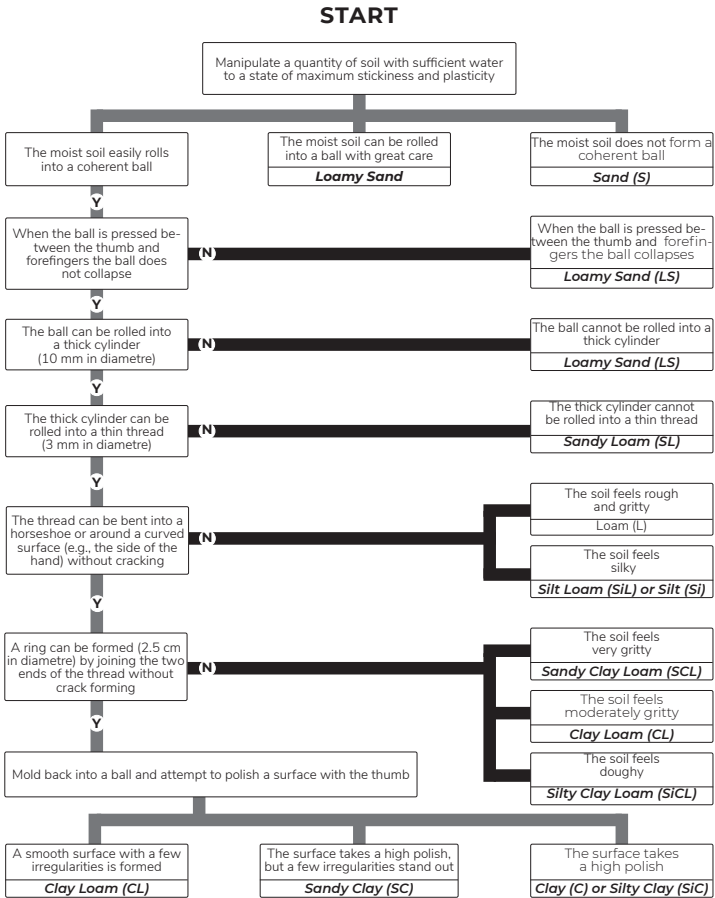 START
Manipulate a quantity of soil with sufficient water
to a state of maximum stickiness and plasticity
The moist soil easily rolls
into a coherent ball
The moist soil can be rolled
into a ball with great care
Loamy Sand
The moist soil does not form a
coherent ball
Sand (S)
Y
When the ball is pressed be-
tween the thumb and
forefingers the ball does
not collapse
N
When the ball is pressed be-
tween the thumb and forefin-
gers the ball collapses
Loamy Sand (LS)
Y
The ball can be rolled into
a thick cylinder
(10 mm in diametre)
N
The ball cannot be rolled into a
thick cylinder
Loamy Sand (LS)
Y
The thick cylinder can be
rolled into a thin thread
(3 mm in diametre)
N
The thick cylinder cannot
be rolled into a thin thread
Sandy Loam (SL)
Y
The thread can be bent into a
horseshoe or around a curved
surface (e.g., the side of the
hand) without cracking
N
The soil feels rough
and gritty
Loam (L)
The soil feels
silky
Silt Loam (SiL) or Silt (Si)
Y
A ring can be formed (2.5 cm
in diametre) by joining the two
ends of the thread without
crack forming
N
The soil feels
very gritty
Sandy Clay Loam (SCL)
The soil feels
moderately gritty
Clay Loam (CL)
The soil feels
doughy
Silty Clay Loam (SiCL)
Y
Mold back into a ball and attempt to polish a surface with the thumb
A smooth surface with a few
irregularities is formed
Clay Loam (CL)
The surface takes a high polish,
but a few irregularities stand out
Sandy Clay (SC)
The surface takes
a high polish
Clay (C) or Silty Clay (SiC)